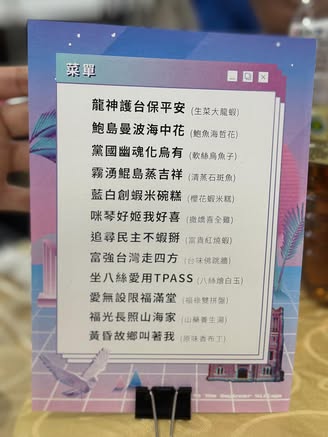 菜單
龍神護台保平安 (生菜大龍蝦)
鮑島曼波海中花 (鮑魚海哲花)
黨國幽魂化烏有 (軟絲烏魚子)
霧湧鯤島蒸吉祥 (清蒸石斑魚)
藍白創蝦米碗糕 (櫻花蝦米糕)
咪琴好姬我好喜 (撒嬌喜全雞)
追尋民主不蝦掰 (富貴紅燒蝦)
富強台灣走四方 (台味佛跳牆)
坐八絲愛用TPASS (八絲燴白玉)
愛無設限福滿堂 (福祿雙拼盤)
福光長照山海家 (山藥養生湯)
黃昏故鄉叫著我 (原味香布丁)